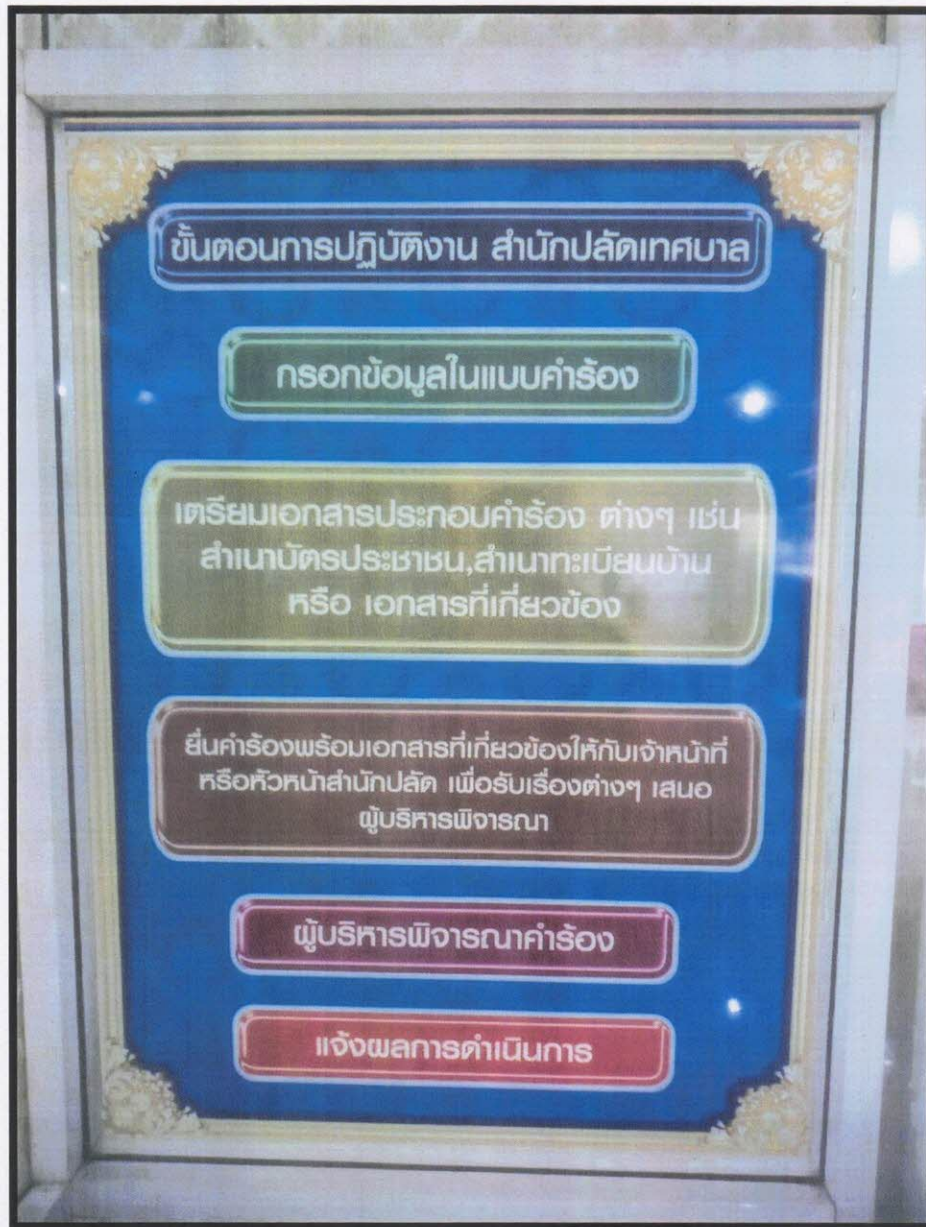 ขั้นตอนการปฏิบัติงาน สำนักปลัดเทศบาล
กรอกข้อมูลในแบบคำร้อง
เตรียมเอกสารประกอบคำร้อง ต่างๆ เช่น
สำเนาบัตรประชาชน,สำเนาทะเบียนบ้าน
หรือ เอกสารที่เกี่ยวข้อง
ยื่นคำร้องพร้อมเอกสารที่เกี่ยวข้องให้กับเจ้าหน้าที่
หรือหัวหน้าสำนักปลัด เพื่อรับเรื่องต่างๆ เสนอ
ผู้บริหารพิจารณา
ผู้บริหารพิจารณาคำร้อง
แจ้งผลการดำเนินการ